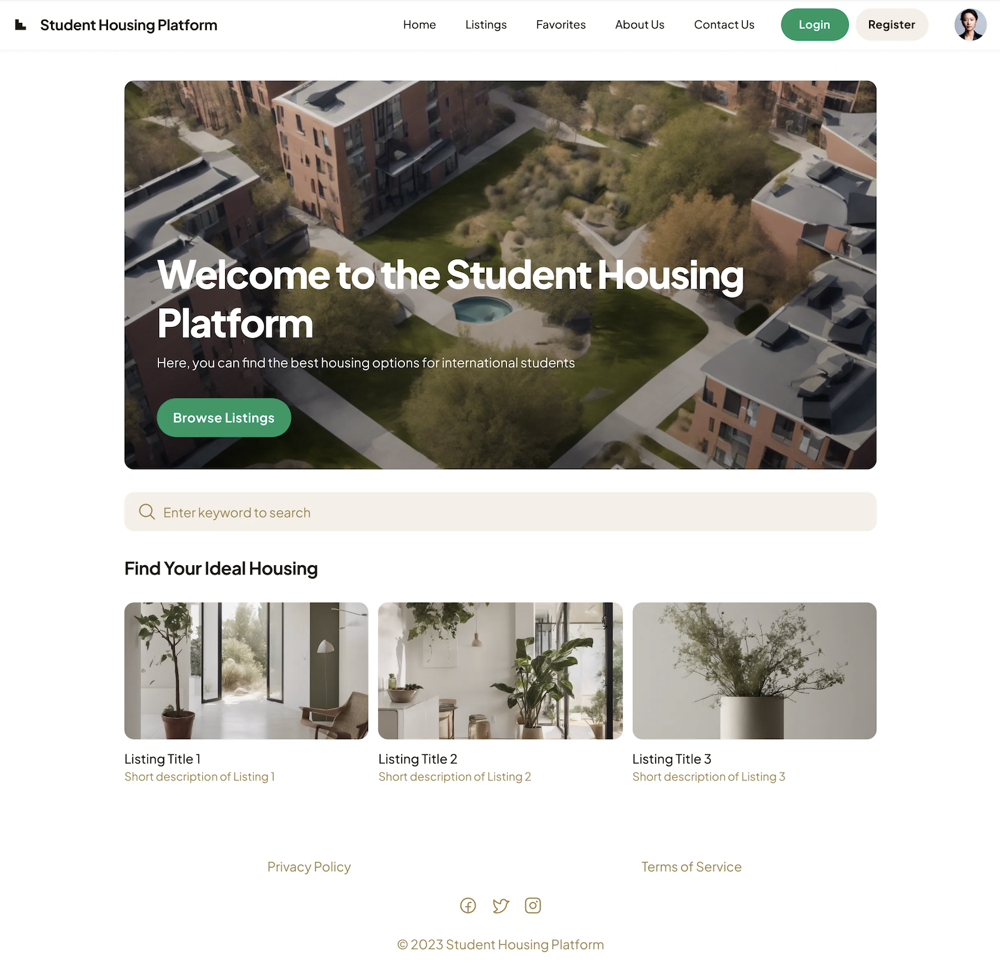 Student Housing Platform
Home
Listings
Favorites
About Us
Contact Us
Login
Register
Welcome to the Student Housing
Platform
Here, you can find the best housing options for international students
Browse Listings
Enter keyword to search
Find Your Ideal Housing
Listing Title 1
Short description of Listing 1
Listing Title 2
Short description of Listing 2
Listing Title 3
Short description of Listing 3
Privacy Policy
Terms of Service
© 2023 Student Housing Platform